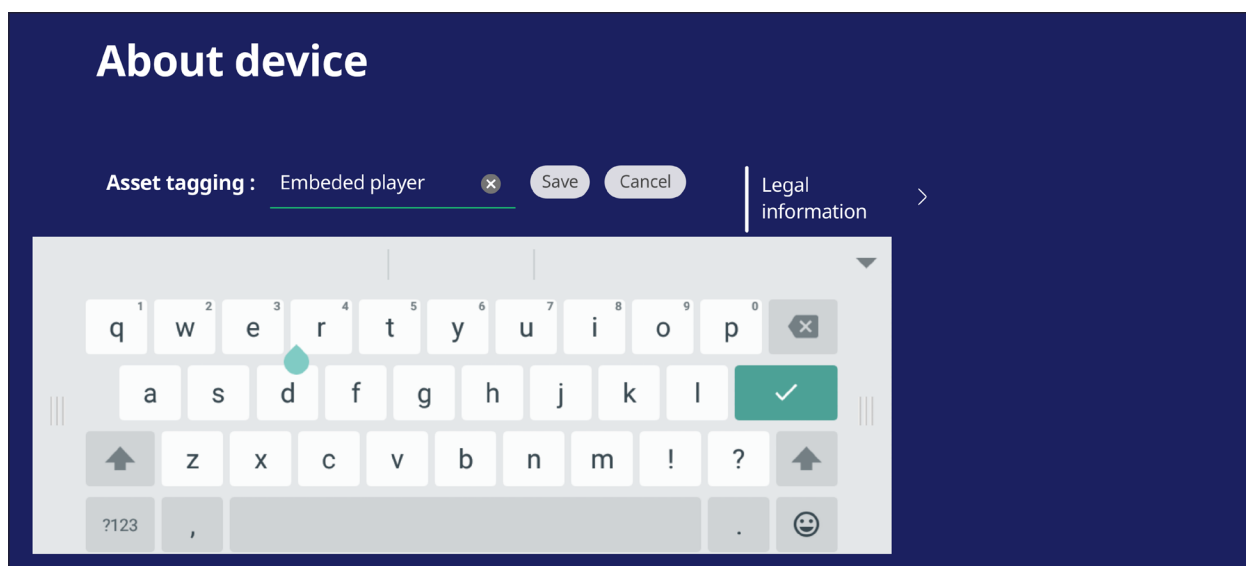 About device
Asset tagging : Embeded player Save Cancel
Legal
information
1 2 3 4 5 6 7 8 9 0
q w e r t y u i o p
a s d f g h j k l
z x c v b n m ! ?
?123 , .